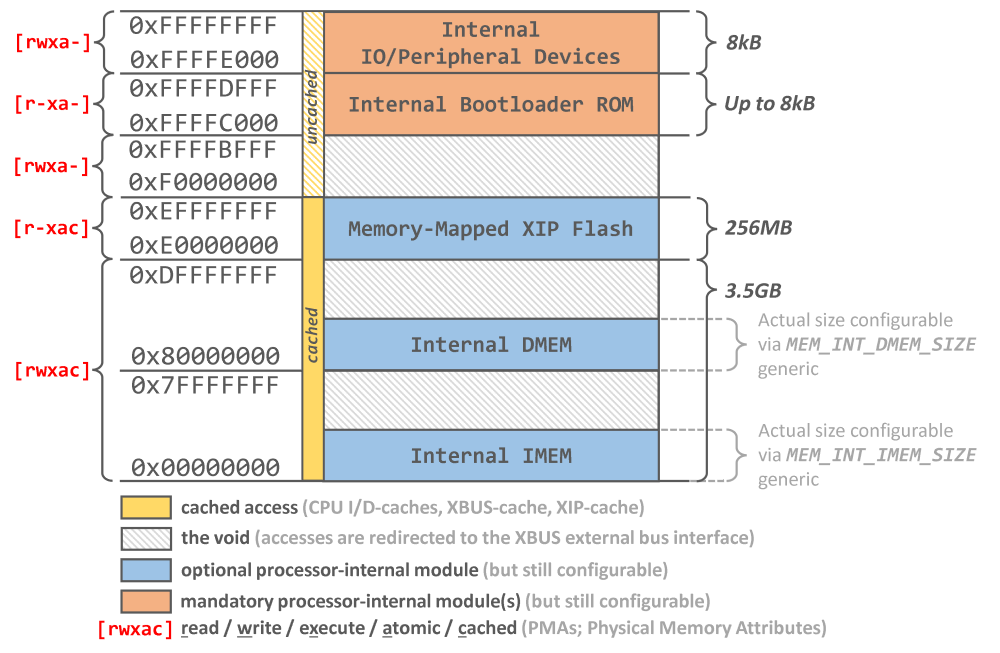 [rwxa-]
0xFFFFFFFF
0xFFFFE000
Internal
IO/Peripheral Devices
8kB
[r-xa-]
0xFFFFDFFF
0xFFFFC000
Internal Bootloader ROM
Up to 8kB
uncached
[rwxa-]
0xFFFFBFFF
0xF0000000
[r-xac]
0xEFFFFFFF
0xE0000000
Memory-Mapped XIP Flash
256MB
[rwxac]
0xDFFFFFFF
0x80000000
0x7FFFFFFF
0x00000000
cached
3.5GB
Internal DMEM
Actual size configurable
via MEM_INT_DMEM_SIZE
generic
Internal IMEM
Actual size configurable
via MEM_INT_IMEM_SIZE
generic
cached access (CPU I/D-caches, XBUS-cache, XIP-cache)
the void (accesses are redirected to the XBUS external bus interface)
optional processor-internal module (but still configurable)
mandatory processor-internal module(s) (but still configurable)
[rwxac] read / write / execute / atomic / cached (PMAs; Physical Memory Attributes)